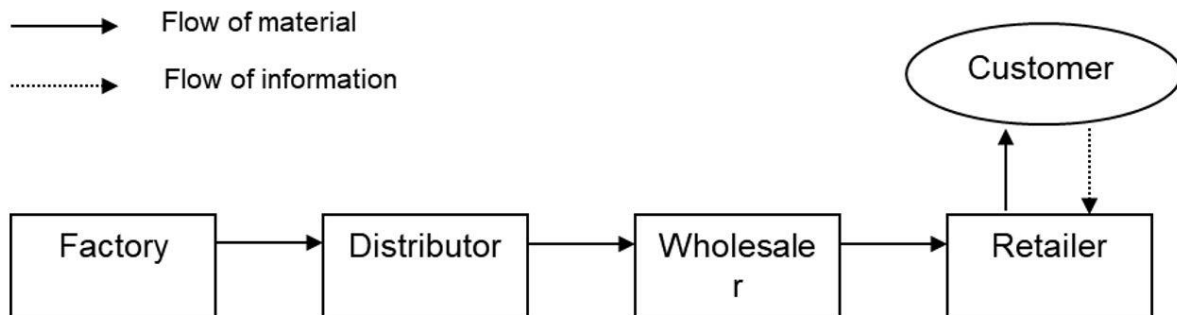 Flow of material
Flow of information
Customer
Factory
Distributor
Wholesale
r
Retailer